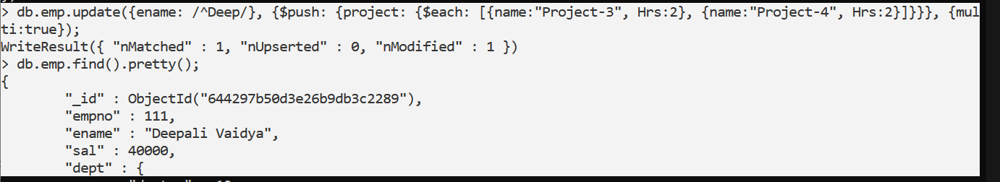 > db.emp.update({ename: /^Deep/}, {$push: {project: {$each: [{name:"Project-3", Hrs:2}, {name:"Project-4", Hrs:2}]}}}, {mul
ti:true});
WriteResult({ "nMatched" : 1, "nUpserted" : 0, "nModified" : 1 })
> db.emp.find().pretty();
{
        "_id" : ObjectId("644297b50d3e26b9db3c2289"),
        "empno" : 111,
        "ename" : "Deepali Vaidya",
        "sal" : 40000,
        "dept" : {